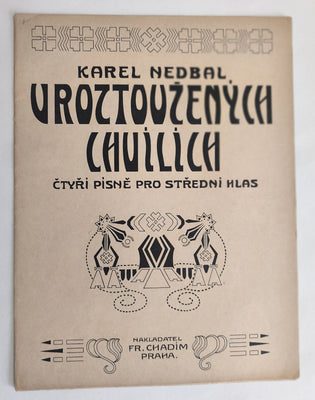 KAREL NEDBAL
V ROZTOUŽENÝCH
CHVÍLÍCH
ČTYŘI PÍSNĚ PRO STŘEDNÍ HLAS
NAKLADATEL
FR. CHADÍM
PRAHA.